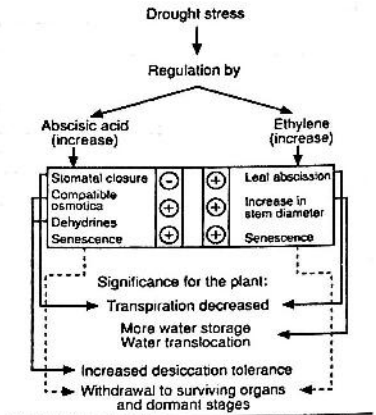 Drought stress
Regulation by
Abscisic acid
(increase)
Ethylene
(increase)
Stomatal closure
Compatible
osmotica
Dehydrines
Senescence
−
+
+
+
+
+
Leaf abscission
Increase in
stem diameter
Senescence
Significance for the plant:
Transpiration decreased
More water storage
Water translocation
Increased desiccation tolerance
Withdrawal to surviving organs
and dormant stages